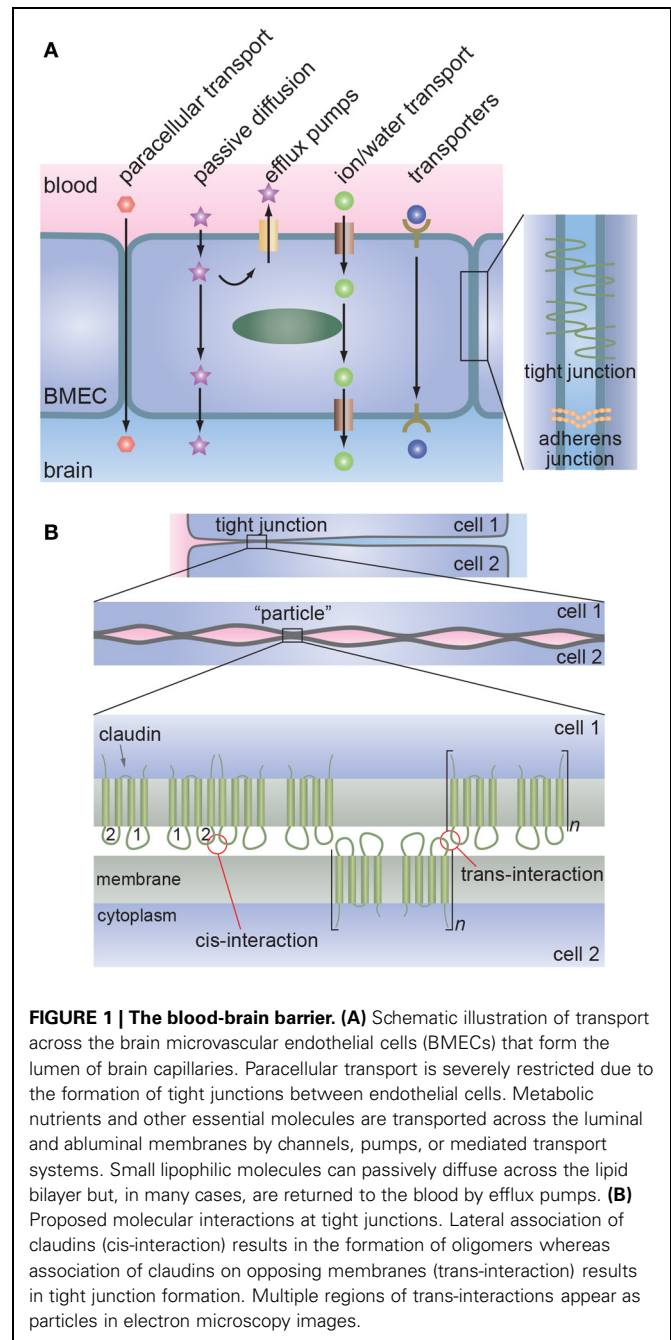 A
paracellular transport
passive diffusion
efflux pumps
ion/water transport
transporters
blood
BMEC
brain
tight junction
adherens
junction
B
tight junction
cell 1
cell 2
"particle"
cell 1
cell 2
claudin
cell 1
2 1 1 2
n
trans-interaction
membrane
cytoplasm
cis-interaction
n
cell 2
FIGURE 1 | The blood-brain barrier. (A) Schematic illustration of transport
across the brain microvascular endothelial cells (BMECs) that form the
lumen of brain capillaries. Paracellular transport is severely restricted due to
the formation of tight junctions between endothelial cells. Metabolic
nutrients and other essential molecules are transported across the luminal
and abluminal membranes by channels, pumps, or mediated transport
systems. Small lipophilic molecules can passively diffuse across the lipid
bilayer but, in many cases, are returned to the blood by efflux pumps. (B)
Proposed molecular interactions at tight junctions. Lateral association of
claudins (cis-interaction) results in the formation of oligomers whereas
association of claudins on opposing membranes (trans-interaction) results
in tight junction formation. Multiple regions of trans-interactions appear as
particles in electron microscopy images.